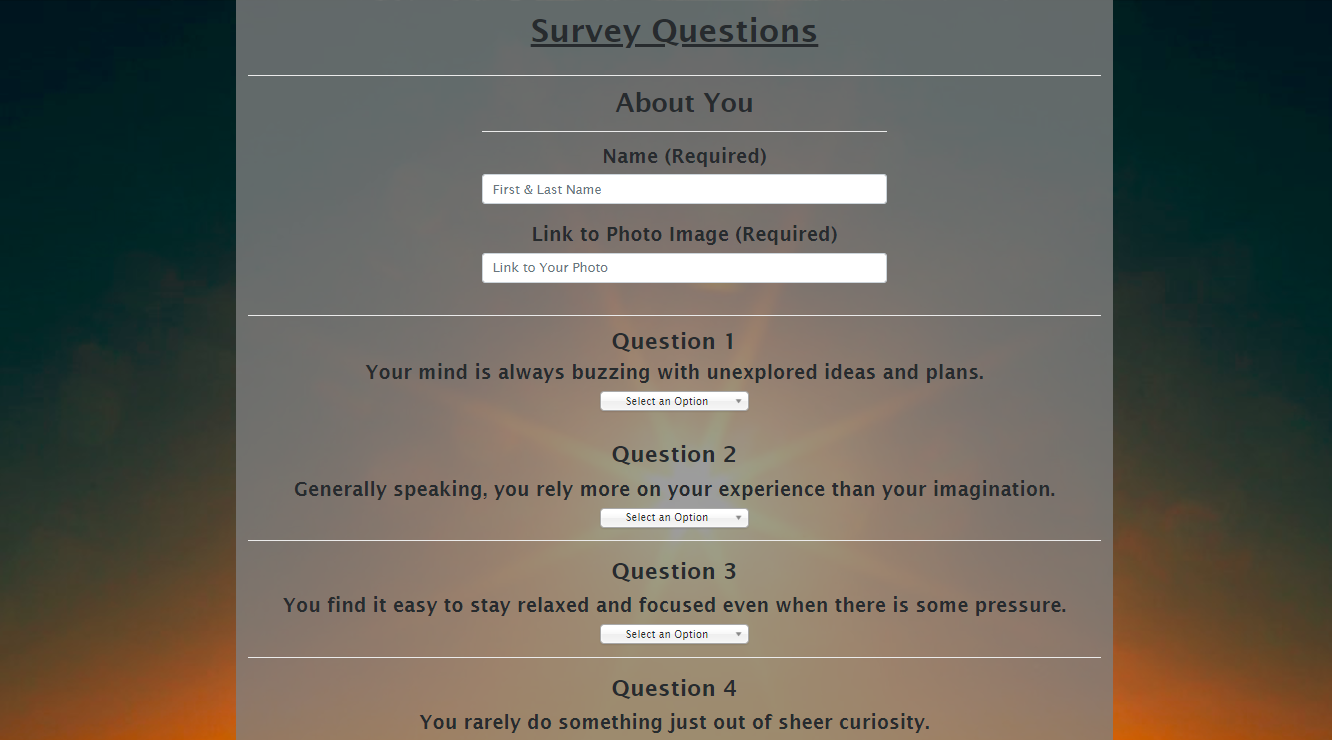 Survey Questions
About You
Name (Required)
First & Last Name
Link to Photo Image (Required)
Link to Your Photo
Question 1
Your mind is always buzzing with unexplored ideas and plans.
Select an Option
Question 2
Generally speaking, you rely more on your experience than your imagination.
Select an Option
Question 3
You find it easy to stay relaxed and focused even when there is some pressure.
Select an Option
Question 4
You rarely do something just out of sheer curiosity.